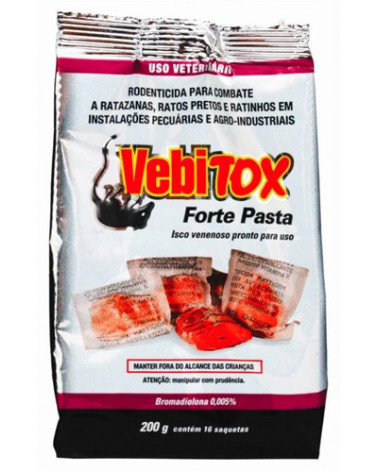 USO VETERINÁRI
RODENTICIDA PARA COMBATE
A RATAZANAS, RATOS PRETOS E RATINHOS EM
INSTALAÇÕES PECUÁRIAS E AGRO-INDUSTRIAIS
VebiTOX
Forte Pasta
Isco venenoso pronto para uso
MANTER FORA DO ALCANCE DAS CRIANÇAS
ATENÇÃO: manipular com prudência.
Bromadiolona 0,005%
200 g contém 16 saquetas